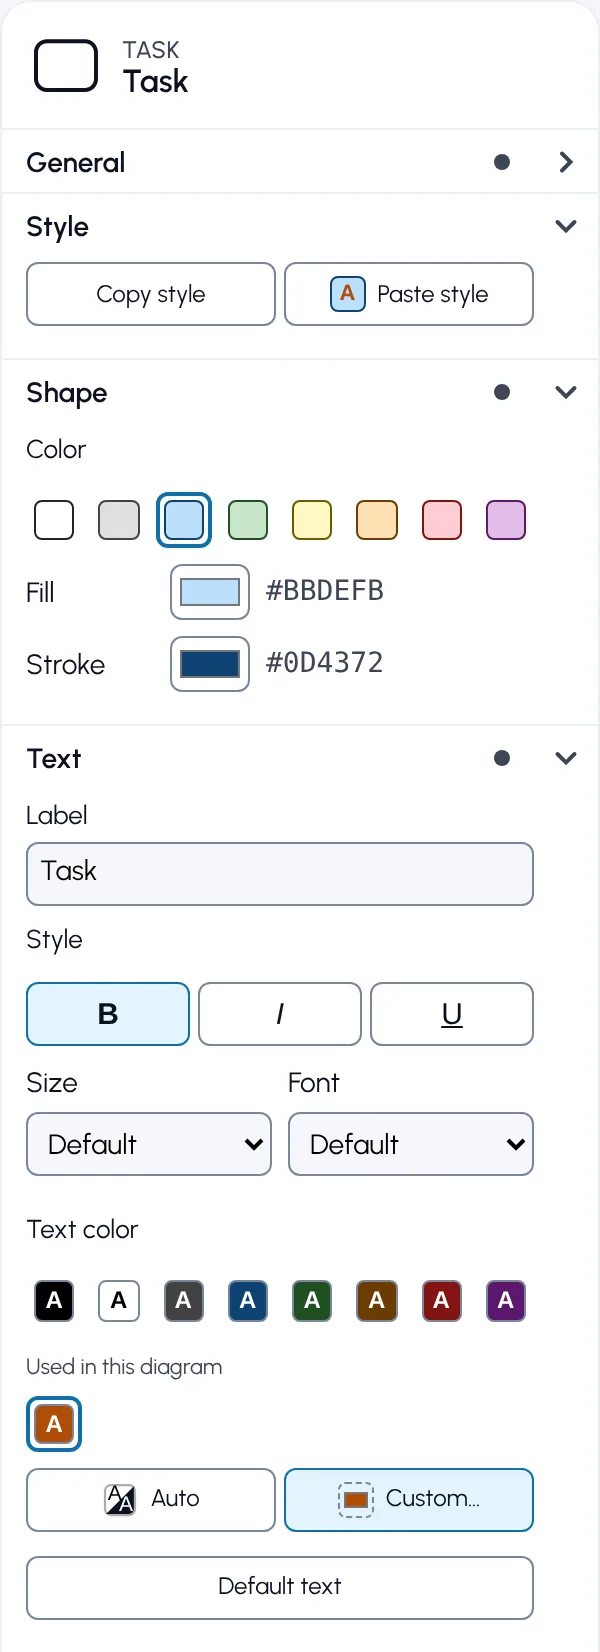 TASK
Task
General
Style
Copy style
A Paste style
Shape
Color
Fill #BBDEFB
Stroke #0D4372
Text
Label
Task
Style
B I U
Size Font
Default Default
Text color
A A A A A A A A
Used in this diagram
A
AA Auto Custom...
Default text